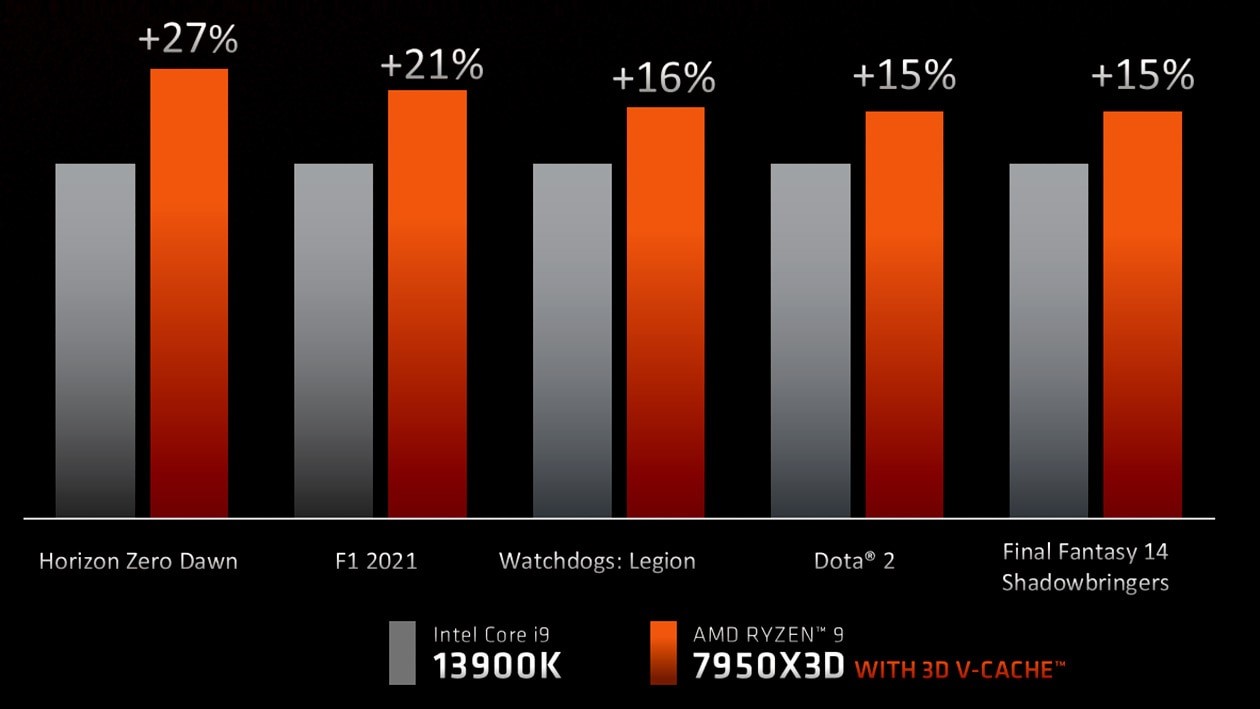 +27%
+21%
+16%
+15%
+15%
Horizon Zero Dawn
F1 2021
Watchdogs: Legion
Dota® 2
Final Fantasy 14
Shadowbringers
Intel Core i9
13900K
AMD RYZEN™ 9
7950X3D WITH 3D V-CACHE™